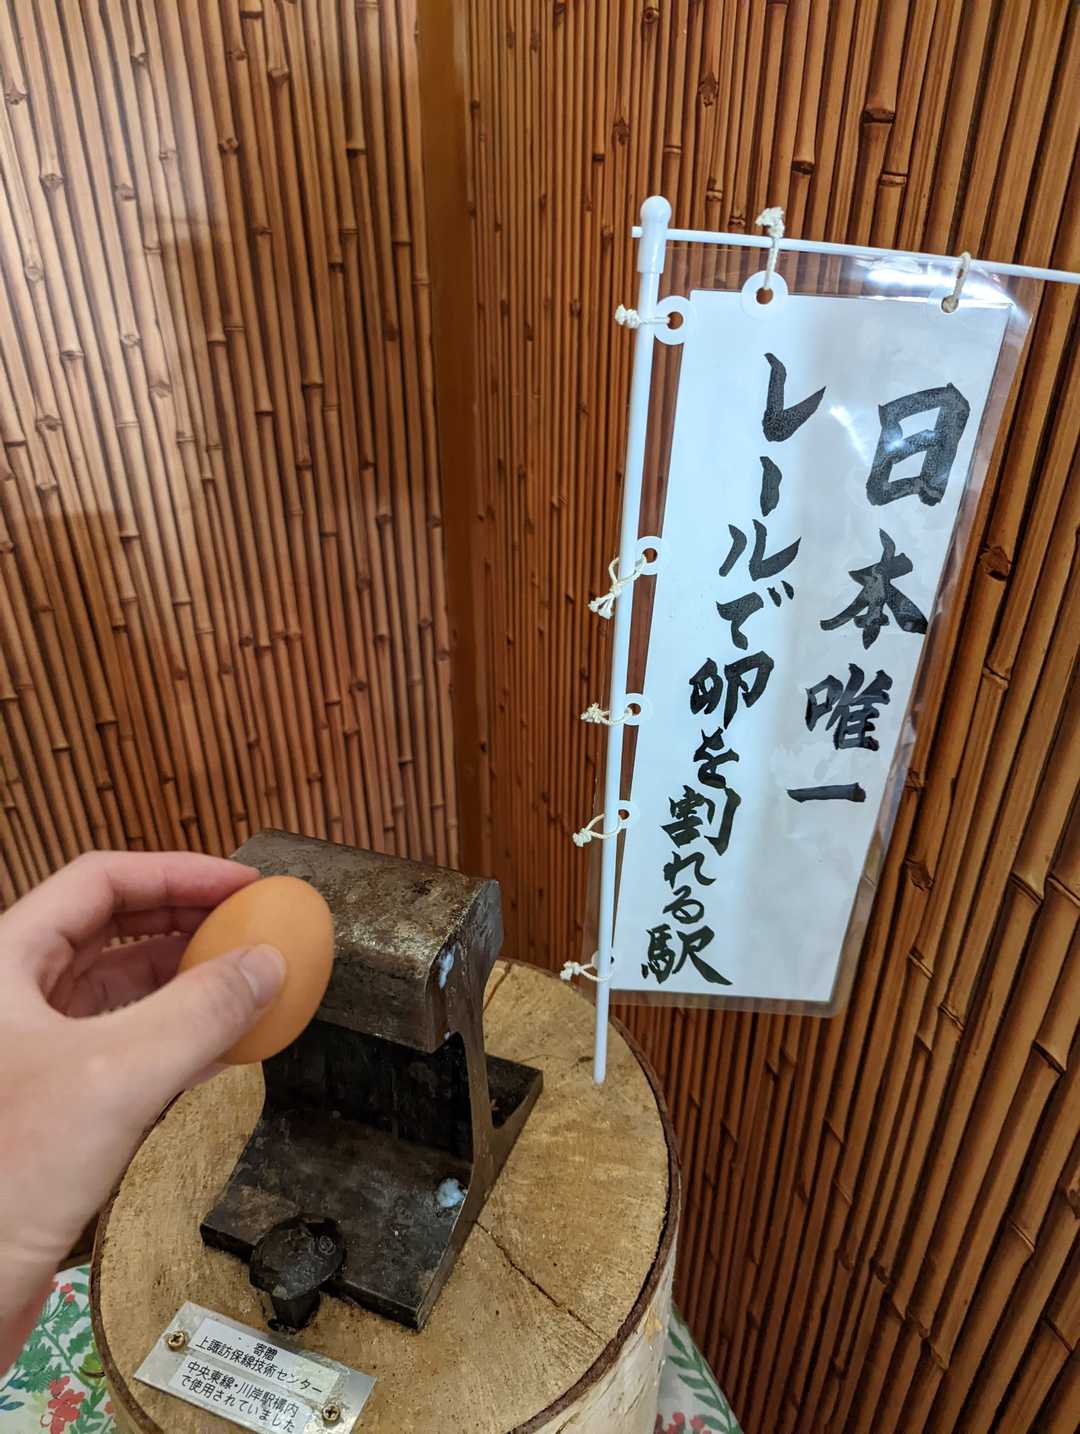 日本唯一
レールで卵を割れる駅
寄贈
上諏訪保線技術センター
中央東線・川岸駅構内
で使用されていました